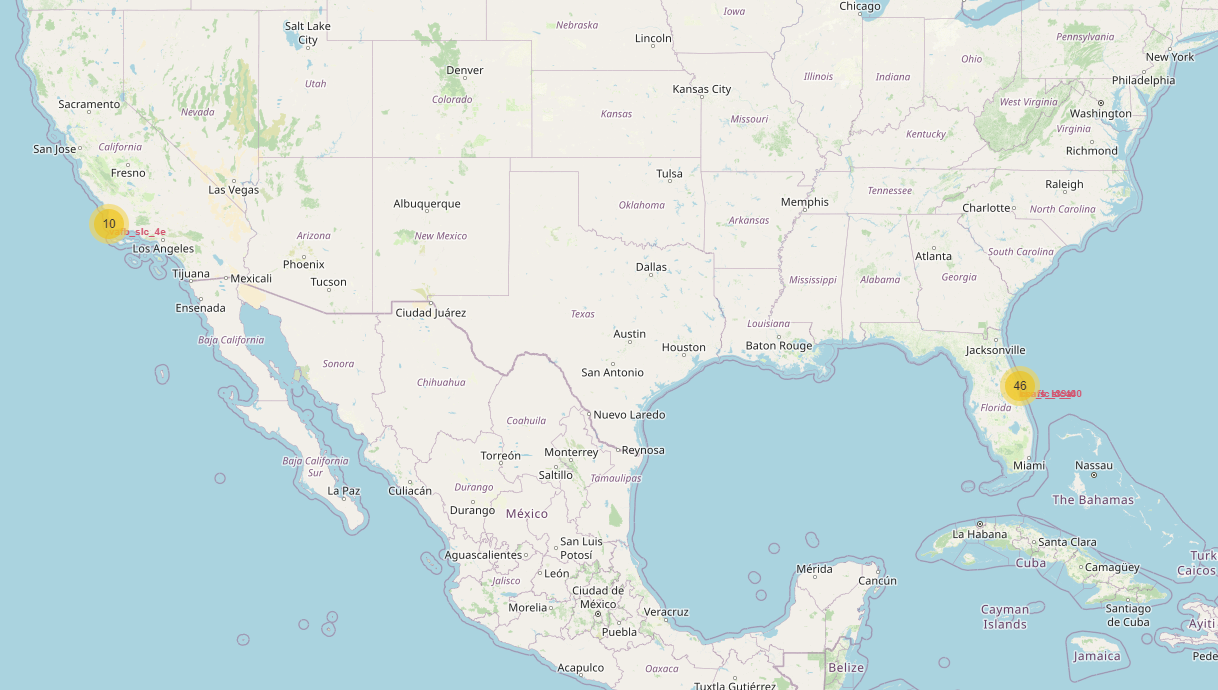 Chicago
Salt Lake
City
Nebraska
Iowa
Lincoln
Pennsylvania
New York
Ohio
Denver
Illinois
Indiana
Philadelphia
Utah
Kansas City
Colorado
Sacramento
Nevada
Kansas
Missouri
West Virginia
Washington
Virginia
Kentucky
San Jose
California
Richmond
Fresno
Las Vegas
Tulsa
Raleigh
Tennessee
Albuquerque
Oklahoma
Memphis
Charlotte
North Carolina
10
Arkansas
Arizona
New Mexico
Los Angeles
South Carolina
Atlanta
Phoenix
Dallas
Tijuana
Mexicali
Tucson
Mississippi
Alabama
Georgia
Ensenada
Ciudad Juárez
Texas
Louisiana
Baja California
Austin
Houston
Baton Rouge
Jacksonville
Sonora
San Antonio
Chihuahua
46
Florida
Nuevo Laredo
Coahuila
Torreón
Monterrey
Reynosa
Baja California
Sur
Saltillo
Tamaulipas
Miami
Nassau
La Paz
Culiacán
Durango
Durango
México
The Bahamas
La Habana
Santa Clara
San Luis
Potosí
Aguascalientes
Cuba
Turk
Caicos
Camagüey
Mérida
Cancún
Jalisco
León
Ciudad de
México
Morelia
Veracruz
Cayman
Islands
Santiago
de Cuba
Puebla
Ayiti
Acapulco
Oaxaca
Belize
Jamaica
Pede
Tuxtla Gutiérrez